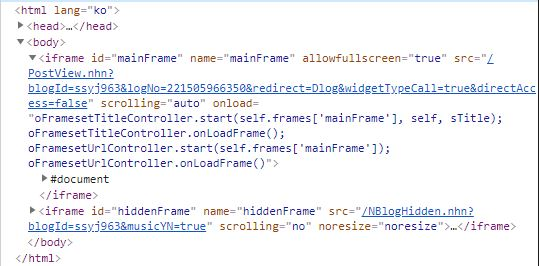 <html lang="ko">
▶<head>…</head>
▼<body>
▼<iframe id="mainFrame" name="mainFrame" allowfullscreen="true" src="/
PostView.nhn?
blogId=ssyj963&logNo=221505966350&redirect=Dlog&widgetTypeCall=true&directAcc
ess=false" scrolling="auto" onload=
"oFramesetTitleController.start(self.frames['mainFrame'], self, sTitle);
oFramesetTitleController.onLoadFrame();
oFramesetUrlController.start(self.frames['mainFrame']);
oFramesetUrlController.onLoadFrame()">
▶#document
</iframe>
▶<iframe id="hiddenFrame" name="hiddenFrame" src="/NBlogHidden.nhn?
blogId=ssyj963&musicYN=true" scrolling="no" noresize="noresize">…</iframe>
</body>
</html>